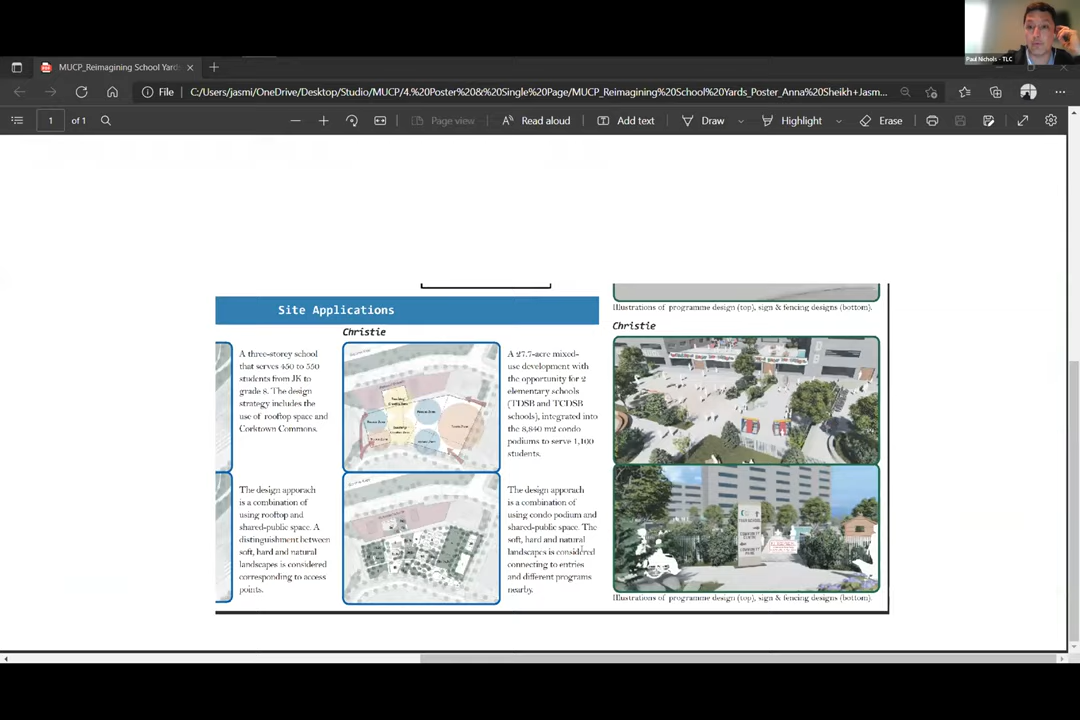 Paul Nichols - TLC
MUCP_Reimagining School Yards
File
C:/Users/jasmi/OneDrive/Desktop/Studio/MUCP/4.%20Poster%20&%20Single%20Page/MUCP_Reimagining%20School%20Yards_Poster_Anna%20Sheikh+Jasm...
1
of 1
Page view
Read aloud
Add text
Draw
Highlight
Erase
Site Applications
Christie
A three-storey school
that serves 450 to 550
students from JK to
grade 8. The design
strategy includes the
use of rooftop space and
Corktown Commons.
A 27.7-acre mixed-
use development with
the opportunity for 2
elementary schools
(TDSB and TCDSB
schools), integrated into
the 8,840 m2 condo
podiums to serve 1,100
students.
The design apporach
is a combination of
using rooftop and
shared-public space. A
distinguishment between
soft, hard and natural
landscapes is considered
corresponding to access
points.
The design apporach
is a combination of
using condo podium and
shared-public space. The
soft, hard and natural
landscapes is considered
connecting to entries
and different programs
nearby.
Illustrations of programme design (top), sign & fencing designs (bottom).
Christie
Illustrations of programme design (top), sign & fencing designs (bottom).